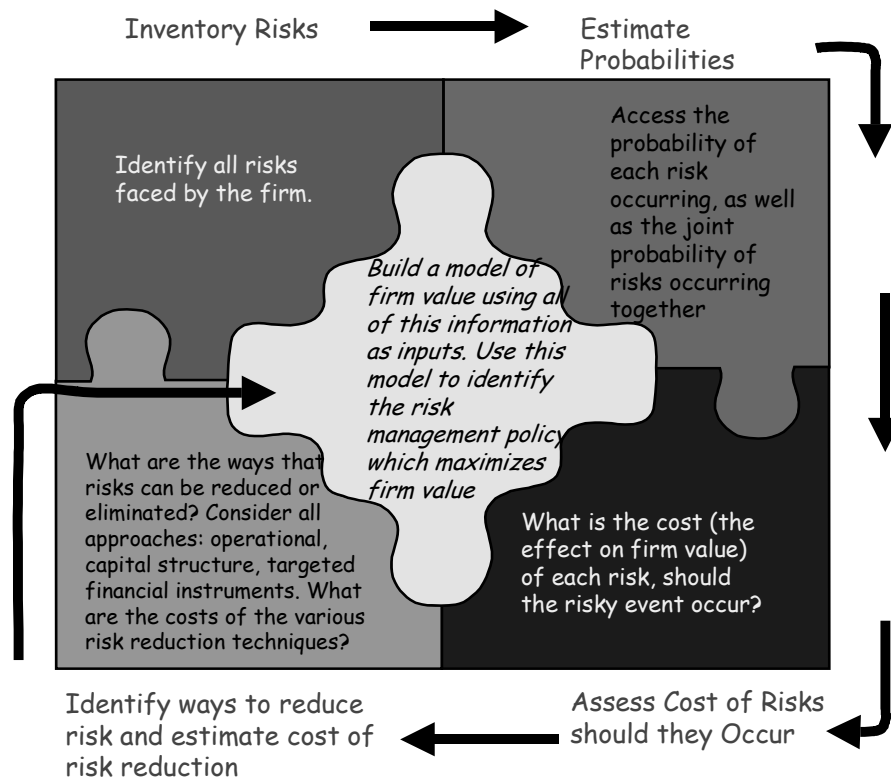 Inventory Risks
Estimate
Probabilities
Identify all risks
faced by the firm.
Access the
probability of
each risk
occurring, as well
as the joint
probability of
risks occurring
together
Build a model of
firm value using all
of this information
as inputs. Use this
model to identify
the risk
management policy
which maximizes
firm value
What are the ways that
risks can be reduced or
eliminated? Consider all
approaches: operational,
capital structure, targeted
financial instruments. What
are the costs of the various
risk reduction techniques?
What is the cost (the
effect on firm value)
of each risk, should
the risky event occur?
Identify ways to reduce
risk and estimate cost of
risk reduction
Assess Cost of Risks
should they Occur